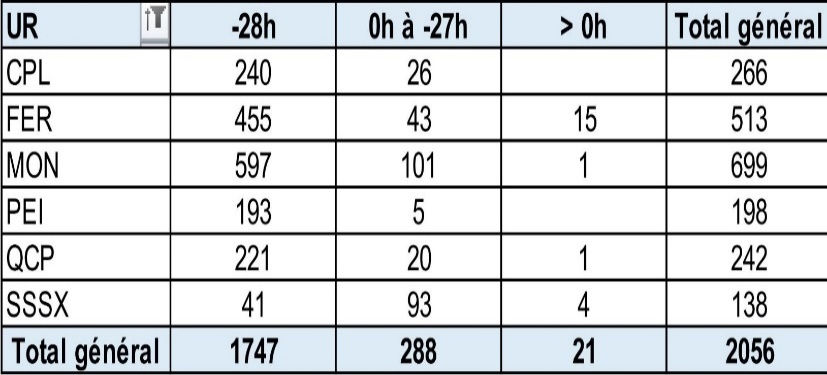 UR -28h 0h à -27h > 0h Total général
CPL 240 26 266
FER 455 43 15 513
MON 597 101 1 699
PEI 193 5 198
QCP 221 20 1 242
SSSX 41 93 4 138
Total général 1747 288 21 2056